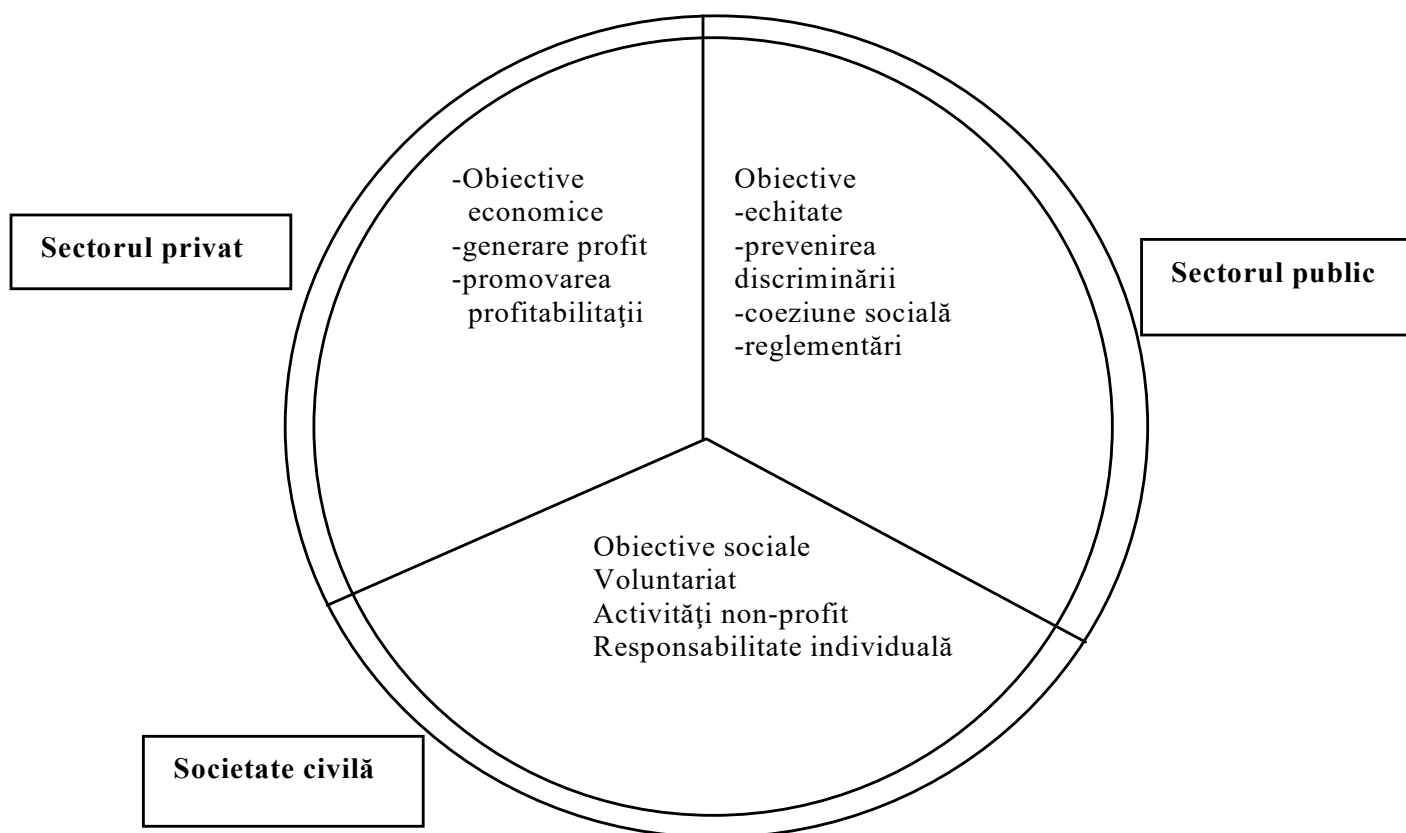 -Obiective
economice
-generare profit
-promovarea
profitabilitaţii
Obiective
-echitate
-prevenirea
discriminării
-coeziune socială
-reglementări
Sectorul privat
Sectorul public
Obiective sociale
Voluntariat
Activităţi non-profit
Responsabilitate individuală
Societate civilă